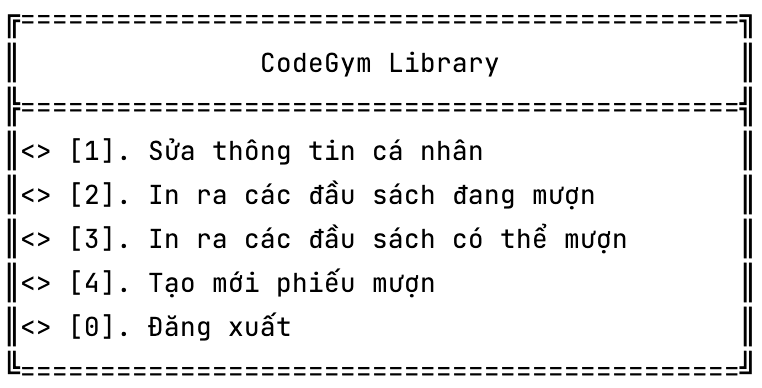 ╔=============================================╗
║               CodeGym Library               ║
╠=============================================╣
║<> [1]. Sửa thông tin cá nhân                ║
║<> [2]. In ra các đầu sách đang mượn         ║
║<> [3]. In ra các đầu sách có thể mượn       ║
║<> [4]. Tạo mới phiếu mượn                   ║
║<> [0]. Đăng xuất                            ║
╚=============================================╝